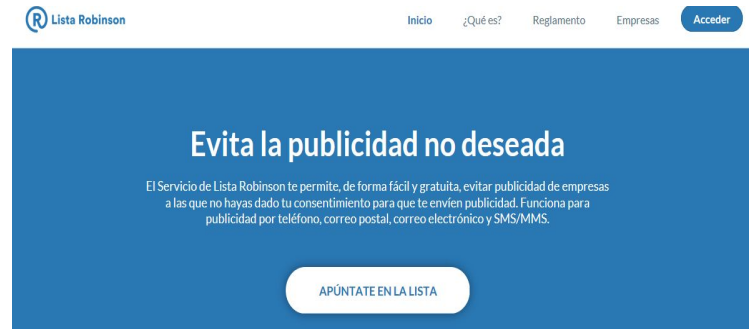 R Lista Robinson
Inicio ¿Qué es? Reglamento Empresas Acceder
Evita la publicidad no deseada
El Servicio de Lista Robinson te permite, de forma fácil y gratuita, evitar publicidad de empresas
a las que no hayas dado tu consentimiento para que te envíen publicidad. Funciona para
publicidad por teléfono, correo postal, correo electrónico y SMS/MMS.
APÚNTATE EN LA LISTA